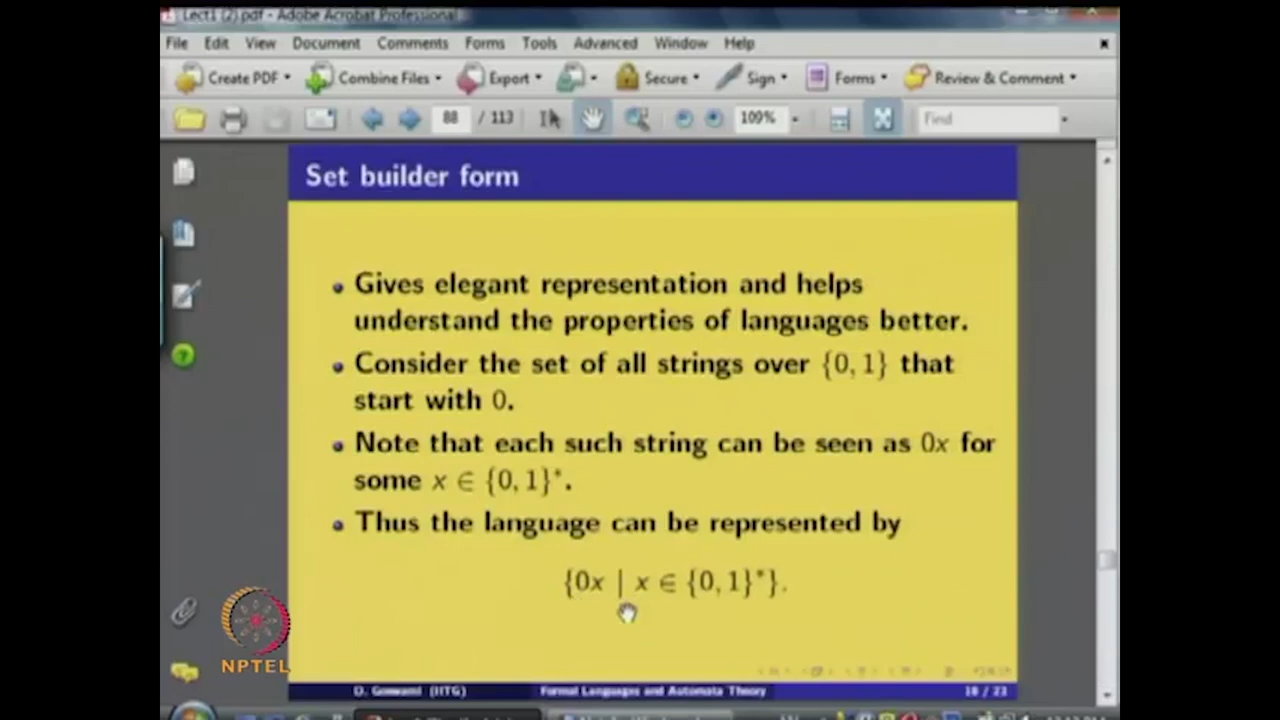 Lect1 (2).pdf - Adobe Acrobat Professional
File Edit View Document Comments Forms Tools Advanced Window Help
Create PDF Combine Files Export Secure Sign Forms Review & Comment
88 / 113 109% Find
Set builder form
Gives elegant representation and helps
understand the properties of languages better.
Consider the set of all strings over {0, 1} that
start with 0.
Note that each such string can be seen as 0x for
some x ∈ {0, 1}*.
Thus the language can be represented by
{0x | x ∈ {0, 1}*}.
NPTEL
D. Goswami (IITG) Formal Languages and Automata Theory 18 / 23